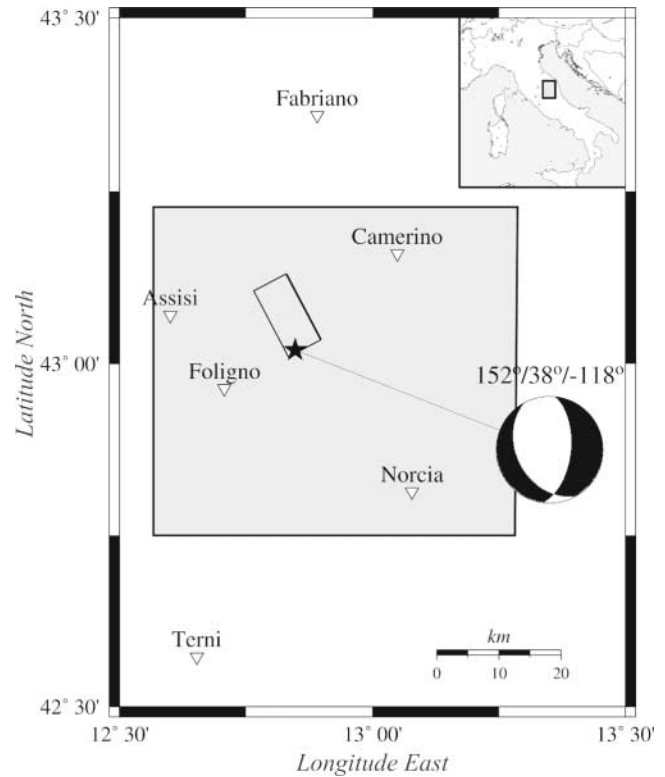 43° 30'
Fabriano
Camerino
Assisi
Latitude North
43° 00'
Foligno
152°/38°/-118°
Norcia
Terni
km
0 10 20
42° 30'
12° 30' 13° 00' 13° 30'
Longitude East